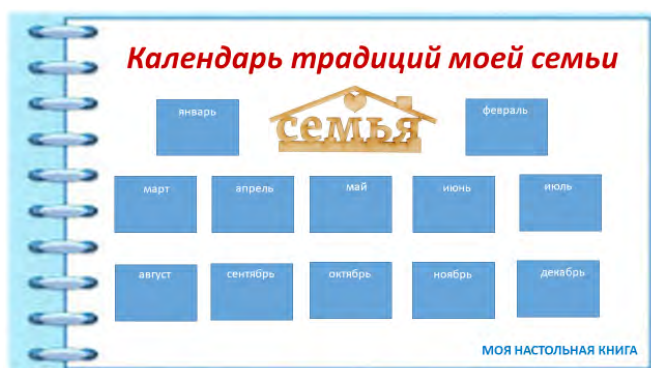 Календарь традиций моей семьи
январь
семья
февраль
март
апрель
май
июнь
июль
август
сентябрь
октябрь
ноябрь
декабрь
МОЯ НАСТОЛЬНАЯ КНИГА